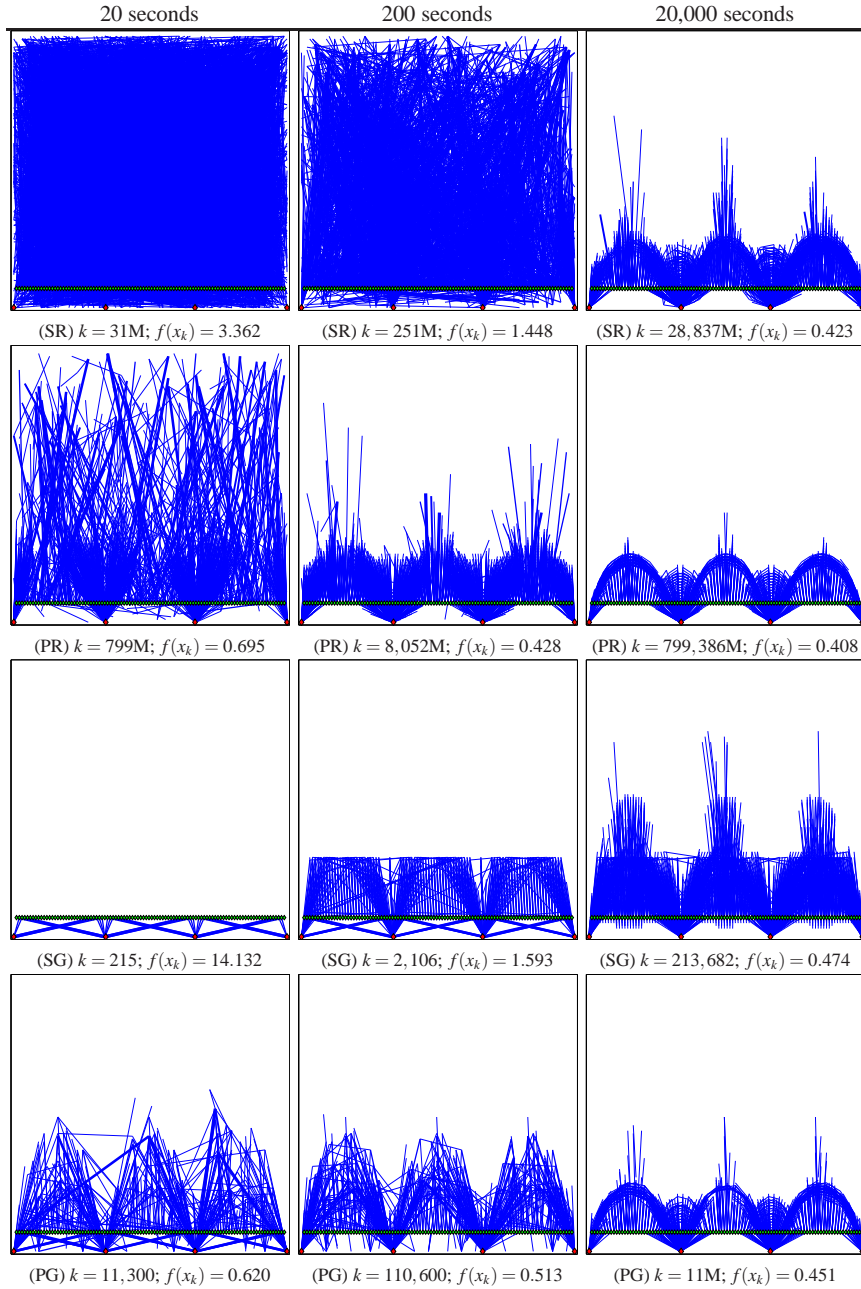 20 seconds 200 seconds 20,000 seconds
(SR) k = 31M; f(x_k) = 3.362 (SR) k = 251M; f(x_k) = 1.448 (SR) k = 28,837M; f(x_k) = 0.423
(PR) k = 799M; f(x_k) = 0.695 (PR) k = 8,052M; f(x_k) = 0.428 (PR) k = 799,386M; f(x_k) = 0.408
(SG) k = 215; f(x_k) = 14.132 (SG) k = 2,106; f(x_k) = 1.593 (SG) k = 213,682; f(x_k) = 0.474
(PG) k = 11,300; f(x_k) = 0.620 (PG) k = 110,600; f(x_k) = 0.513 (PG) k = 11M; f(x_k) = 0.451